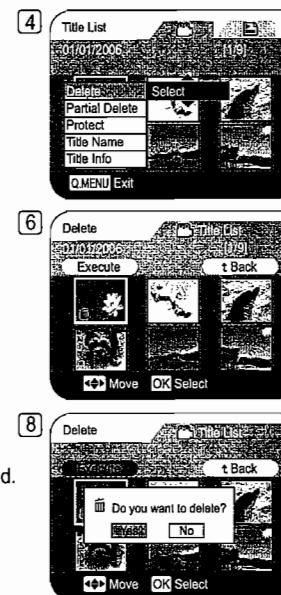 4
Title List
01/01/2006 [1/9]
Delete Select
Partial Delete
Protect
Title Name
Title Info
Q.MENU Exit
6
Delete Title List
01/01/2006 [1/9]
Execute t Back
Move OK Select
8
Delete Title List
Execute t Back
d.
Do you want to delete?
No
Move OK Select